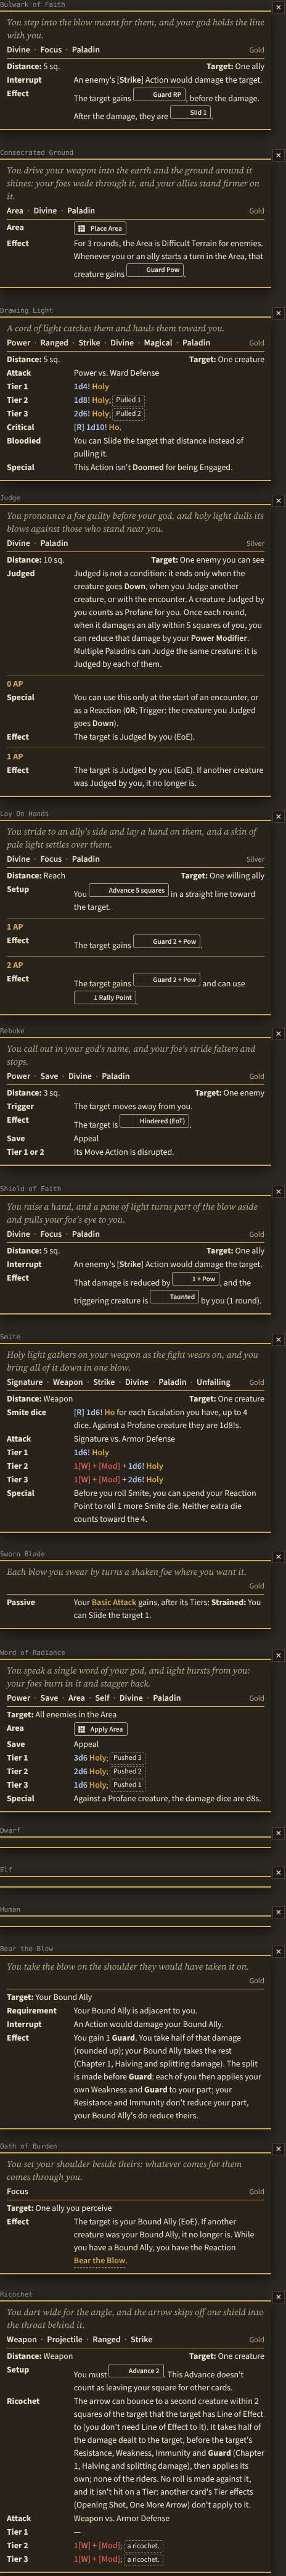 Bulwark of Faith
You step into the blow meant for them, and your god holds the line
with you.
Divine · Focus · Paladin Gold
Distance: 5 sq. Target: One ally
Interrupt An enemy's [Strike] Action would damage the target.
Effect The target gains Guard RP, before the damage.
After the damage, they are Slid 1.
Consecrated Ground
You drive your weapon into the earth and the ground around it
shines: your foes wade through it, and your allies stand firmer on
it.
Area · Divine · Paladin Gold
Area Place Area
Effect For 3 rounds, the Area is Difficult Terrain for enemies.
Whenever you or an ally starts a turn in the Area, that
creature gains Guard Pow.
Drawing Light
A cord of light catches them and hauls them toward you.
Power · Ranged · Strike · Divine · Magical · Paladin Gold
Distance: 5 sq. Target: One creature
Attack Power vs. Ward Defense
Tier 1 1d4! Holy
Tier 2 1d8! Holy; Pulled 1
Tier 3 2d6! Holy; Pulled 2
Critical [R] 1d10! Ho.
Bloodied You can Slide the target that distance instead of
pulling it.
Special This Action isn't Doomed for being Engaged.
Judge
You pronounce a foe guilty before your god, and holy light dulls its
blows against those who stand near you.
Divine · Paladin Silver
Distance: 10 sq. Target: One enemy you can see
Judged Judged is not a condition: it ends only when the
creature goes Down, when you Judge another
creature, or with the encounter. A creature Judged by
you counts as Profane for you. Once each round,
when it damages an ally within 5 squares of you, you
can reduce that damage by your Power Modifier.
Multiple Paladins can Judge the same creature: it is
Judged by each of them.
0 AP
Special You can use this only at the start of an encounter, or
as a Reaction (0R; Trigger: the creature you Judged
goes Down).
Effect The target is Judged by you (EoE).
1 AP
Effect The target is Judged by you (EoE). If another creature
was Judged by you, it no longer is.
Lay On Hands
You stride to an ally's side and lay a hand on them, and a skin of
pale light settles over them.
Divine · Focus · Paladin Silver
Distance: Reach Target: One willing ally
Setup You Advance 5 squares in a straight line toward
the target.
1 AP
Effect The target gains Guard 2 + Pow.
2 AP
Effect The target gains Guard 2 + Pow and can use
1 Rally Point.
Rebuke
You call out in your god's name, and your foe's stride falters and
stops.
Power · Save · Divine · Paladin Gold
Distance: 3 sq. Target: One enemy
Trigger The target moves away from you.
Effect The target is Hindered (EoT).
Save Appeal
Tier 1 or 2 Its Move Action is disrupted.
Shield of Faith
You raise a hand, and a pane of light turns part of the blow aside
and pulls your foe's eye to you.
Divine · Focus · Paladin Gold
Distance: 5 sq. Target: One ally
Interrupt An enemy's [Strike] Action would damage the target.
Effect That damage is reduced by 1 + Pow, and the
triggering creature is Taunted by you (1 round).
Smite
Holy light gathers on your weapon as the fight wears on, and you
bring all of it down in one blow.
Signature · Weapon · Strike · Divine · Paladin · Unfailing Gold
Distance: Weapon Target: One creature
Smite dice [R] 1d6! Ho for each Escalation you have, up to 4
dice. Against a Profane creature they are 1d8!s.
Attack Signature vs. Armor Defense
Tier 1 1d6! Holy
Tier 2 1[W] + [Mod] + 1d6! Holy
Tier 3 1[W] + [Mod] + 2d6! Holy
Special Before you roll Smite, you can spend your Reaction
Point to roll 1 more Smite die. Neither extra die
counts toward the 4.
Sworn Blade
Each blow you swear by turns a shaken foe where you want it.
Gold
Passive Your Basic Attack gains, after its Tiers: Strained: You
can Slide the target 1.
Word of Radiance
You speak a single word of your god, and light bursts from you:
your foes burn in it and stagger back.
Power · Save · Area · Self · Divine · Paladin Gold
Target: All enemies in the Area
Area Apply Area
Save Appeal
Tier 1 3d6 Holy; Pushed 3
Tier 2 2d6 Holy; Pushed 2
Tier 3 1d6 Holy; Pushed 1
Special Against a Profane creature, the damage dice are d8s.
Dwarf
Elf
Human
Bear the Blow
You take the blow on the shoulder they would have taken it on.
Gold
Target: Your Bound Ally
Requirement Your Bound Ally is adjacent to you.
Interrupt An Action would damage your Bound Ally.
Effect You gain 1 Guard. You take half of that damage
(rounded up); your Bound Ally takes the rest
(Chapter 1, Halving and splitting damage). The split
is made before Guard: each of you then applies your
own Weakness and Guard to your part; your
Resistance and Immunity don't reduce your part,
your Bound Ally's do reduce theirs.
Oath of Burden
You set your shoulder beside theirs: whatever comes for them
comes through you.
Focus Gold
Target: One ally you perceive
Effect The target is your Bound Ally (EoE). If another
creature was your Bound Ally, it no longer is. While
you have a Bound Ally, you have the Reaction
Bear the Blow.
Ricochet
You dart wide for the angle, and the arrow skips off one shield into
the throat behind it.
Weapon · Projectile · Ranged · Strike Gold
Distance: Weapon Target: One creature
Setup You must Advance 2. This Advance doesn't
count as leaving your square for other cards.
Ricochet The arrow can bounce to a second creature within 2
squares of the target that the target has Line of Effect
to (you don't need Line of Effect to it). It takes half of
the damage dealt to the target, before the target's
Resistance, Weakness, Immunity and Guard (Chapter
1, Halving and splitting damage), then applies its
own; none of the riders. No roll is made against it,
and it isn't hit on a Tier: another card's Tier effects
(Opening Shot, One More Arrow) don't apply to it.
Attack Weapon vs. Armor Defense
Tier 1 —
Tier 2 1[W] + [Mod]; a ricochet.
Tier 3 1[W] + [Mod]; a ricochet.